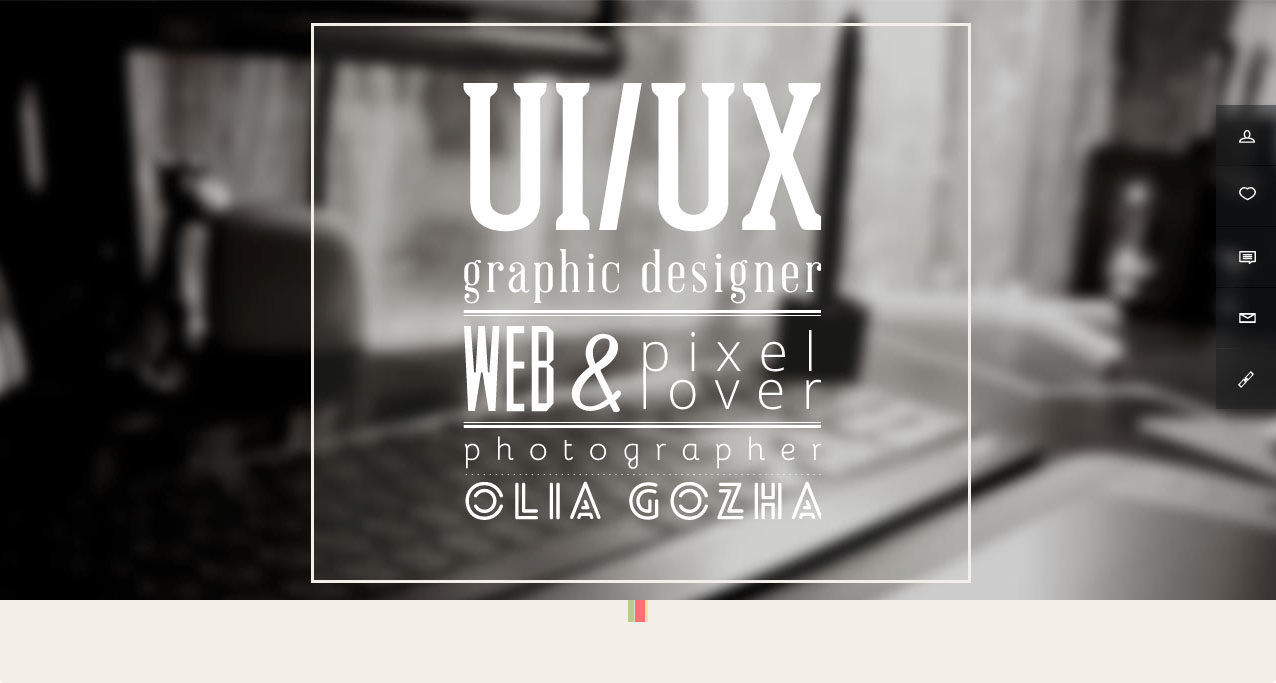 UI/UX
graphic designer
WEB & pixel lover
photographer
OLIA GOZHA